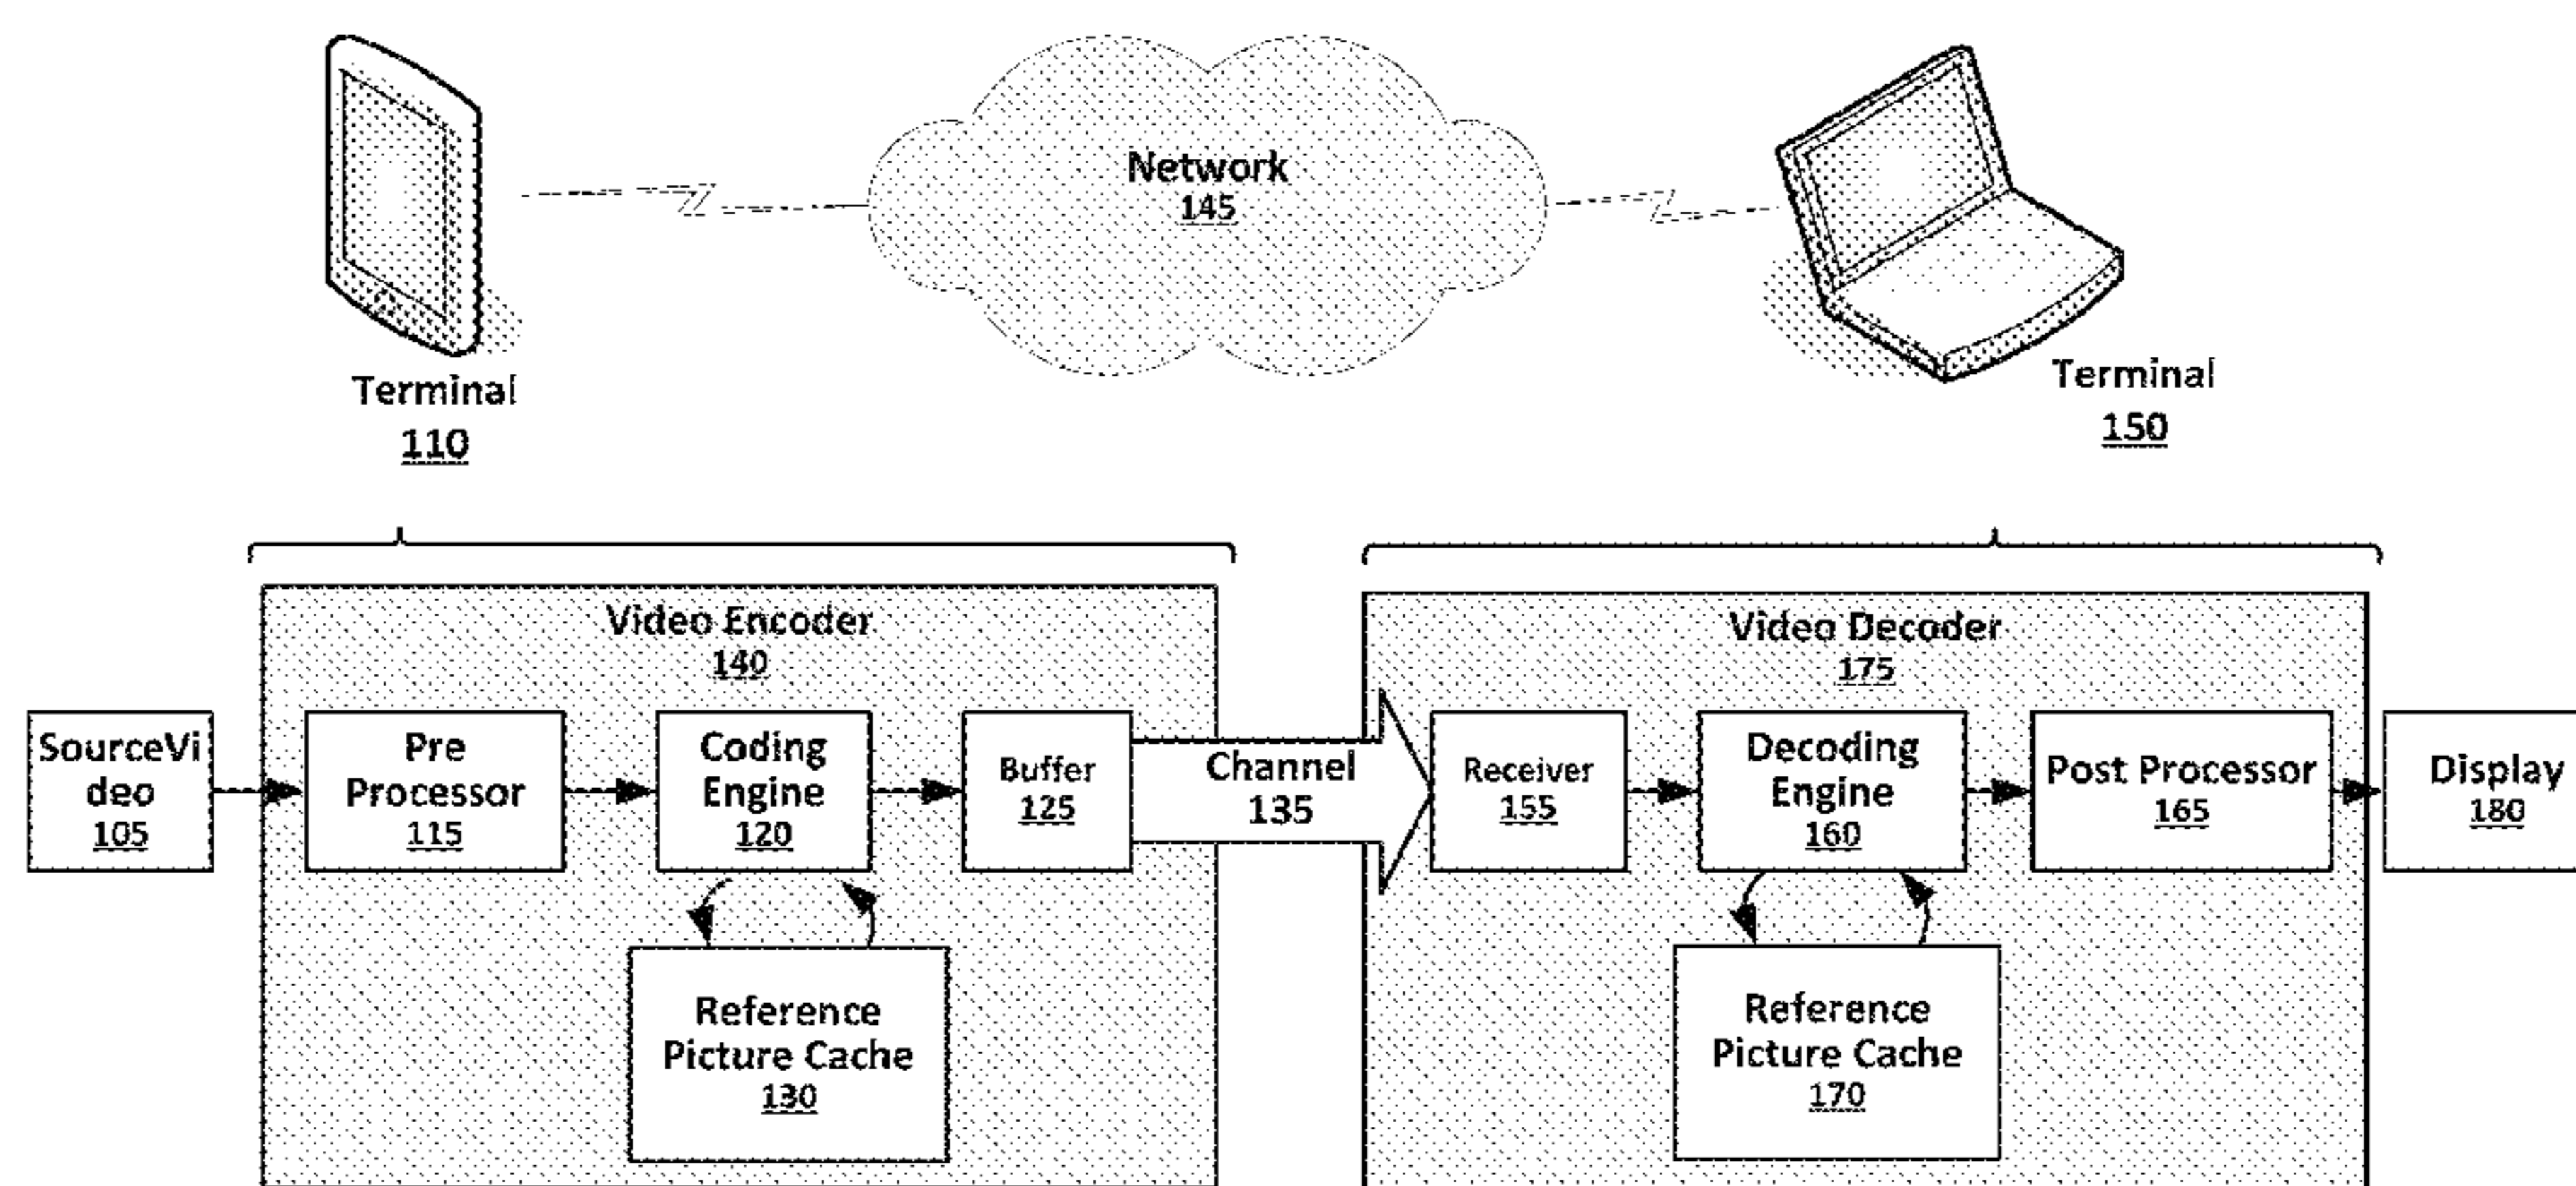 Network
145
Terminal
110
Terminal
150
Video Encoder
140
SourceVi
deo
105
Pre
Processor
115
Coding
Engine
120
Buffer
125
Reference
Picture Cache
130
Channel
135
Video Decoder
175
Receiver
155
Decoding
Engine
160
Post Processor
165
Reference
Picture Cache
170
Display
180